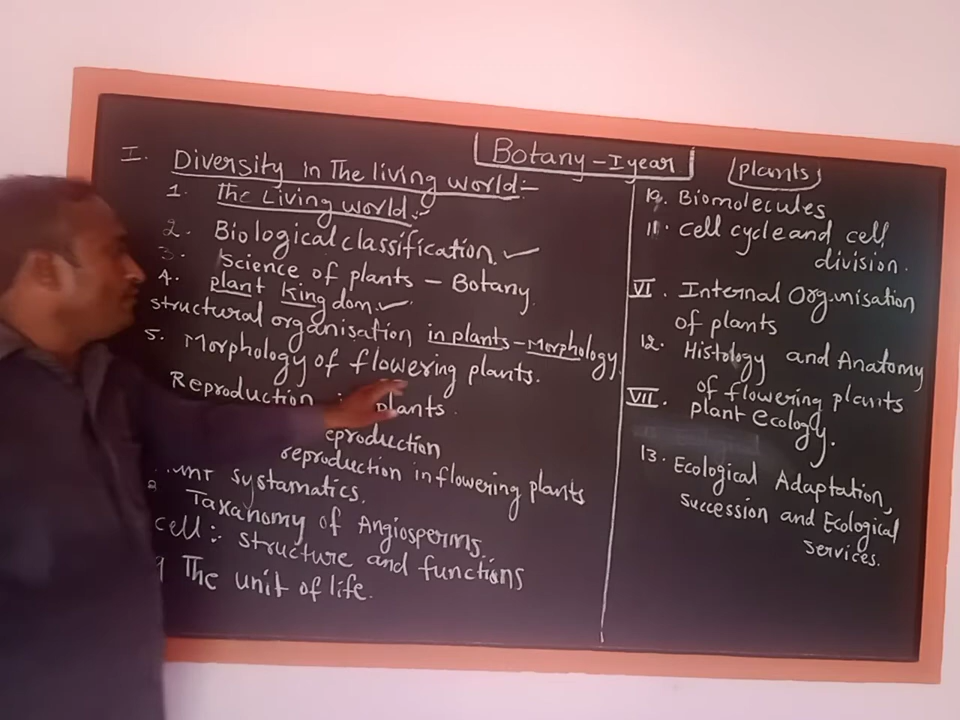 Botany - I year
plants
I. Diversity in The living world:-
1. The Living world:-
2. Biological classification. ✓
3. Science of plants - Botany.
4. plant Kingdom. ✓
structural organisation in plants - Morphology.
5. Morphology of flowering plants.
Reproduction plants.
eproduction
reproduction in flowering plants
systamatics.
Taxanomy of Angiosperms.
cell :- structure and functions
The unit of life.
10. Biomolecules
11. cell cycle and cell
division.
VI. Internal Org.nisation
of plants
12. Histology and Anatomy
of flowering plants
VII. plant ecology.
13. Ecological Adaptation,
succession and Ecological
services.